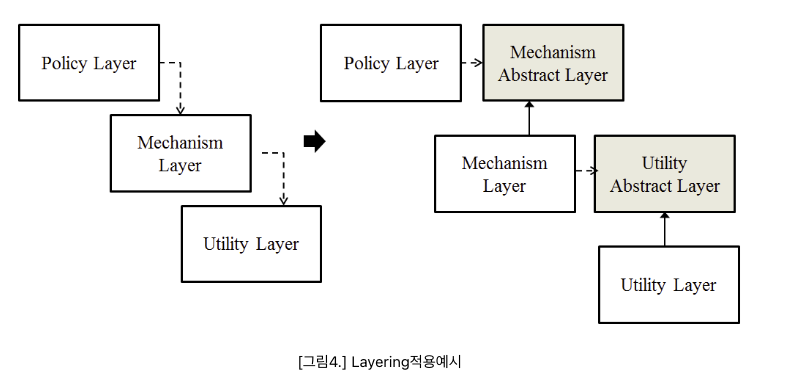 Policy Layer
Mechanism
Layer
Utility Layer
Policy Layer
Mechanism
Abstract Layer
Mechanism
Layer
Utility
Abstract Layer
Utility Layer
[그림4.] Layering적용예시